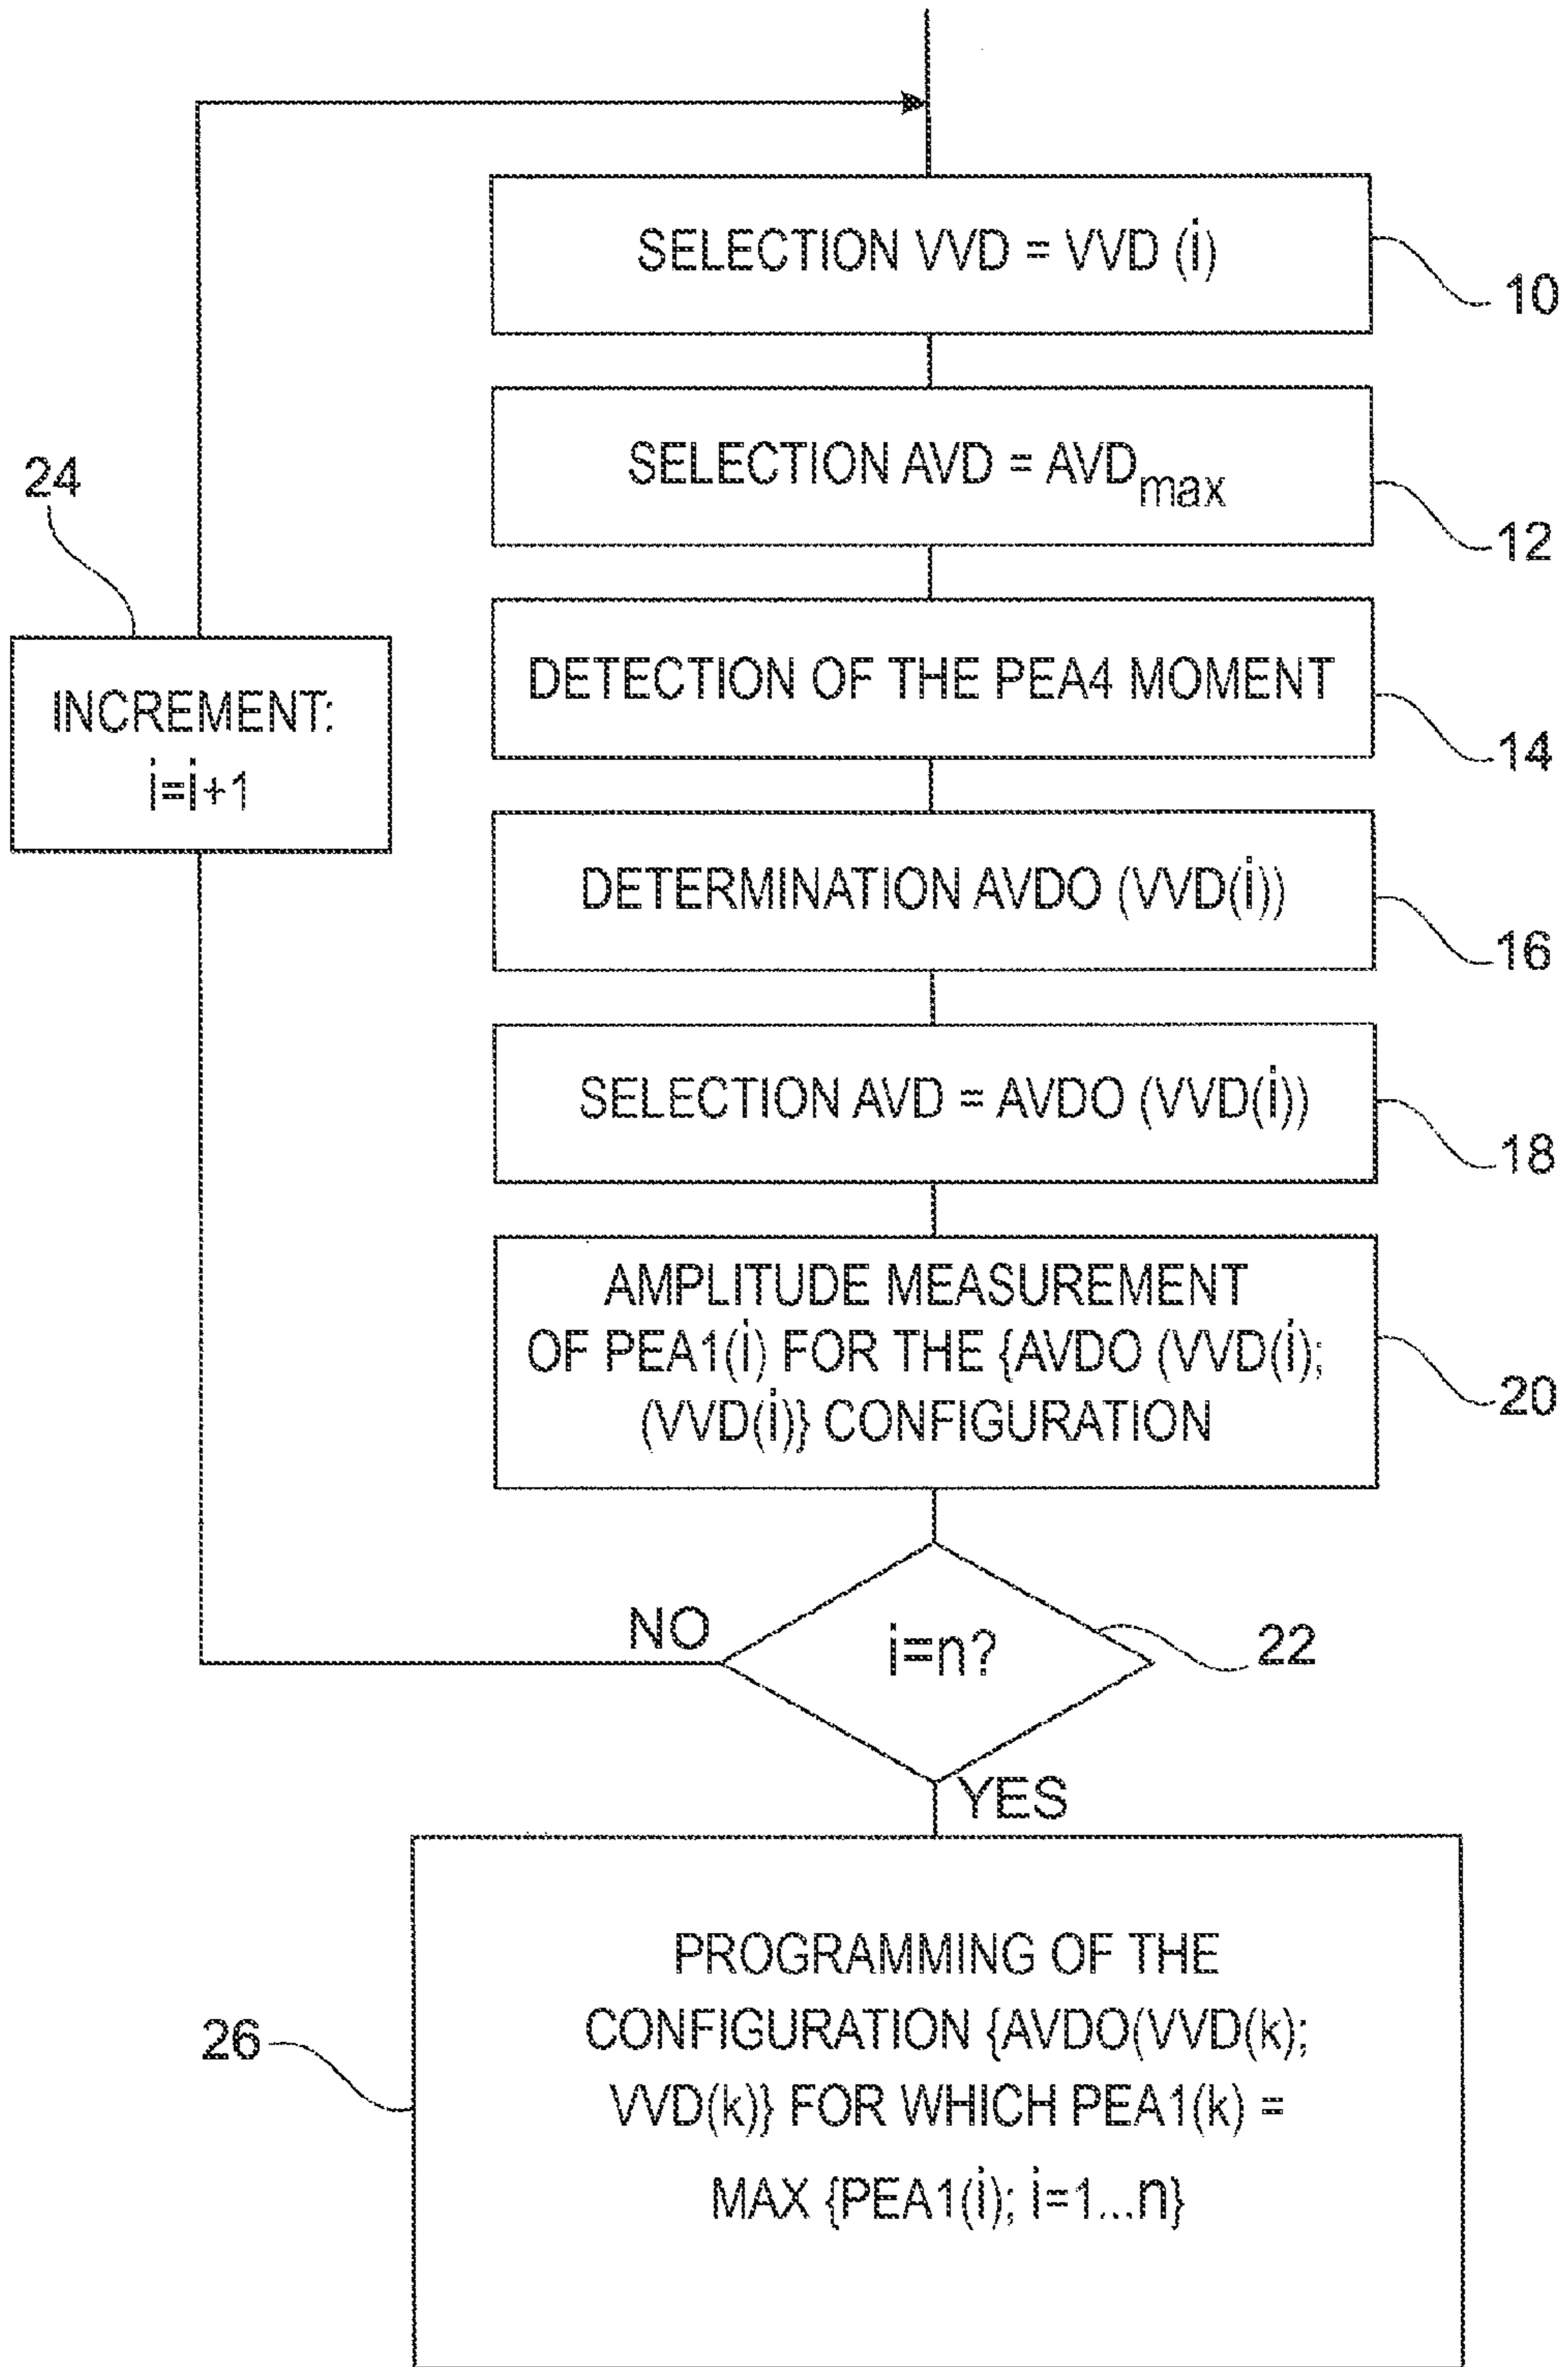 SELECTION VVD = VVD (i)
10
SELECTION AVD = AVDmax
12
24
INCREMENT:
i=i+1
DETECTION OF THE PEA4 MOMENT
14
DETERMINATION AVDO (VVD(i))
16
SELECTION AVD = AVDO (VVD(i))
18
AMPLITUDE MEASUREMENT
OF PEA1(i) FOR THE {AVDO (VVD(i);
(VVD(i)} CONFIGURATION
20
NO
i=n?
22
YES
PROGRAMMING OF THE
CONFIGURATION {AVDO(VVD(k);
VVD(k)} FOR WHICH PEA1(k) =
MAX {PEA1(i); i=1...n}
26